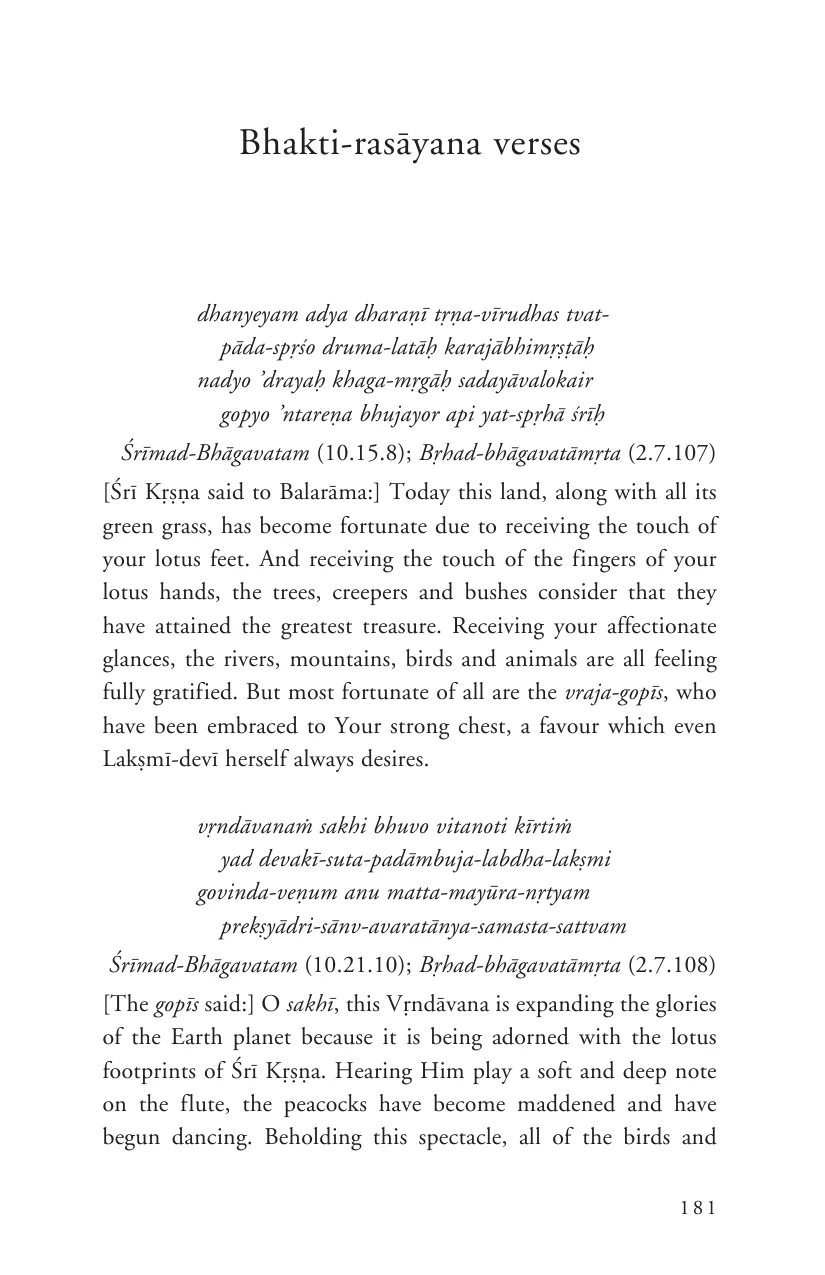 Bhakti-rasāyana verses
dhanyeyam adya dharaṇī tṛṇa-vīrudhas tvat-
pāda-spṛśo druma-latāḥ karajābhimṛṣṭāḥ
nadyo ’drayaḥ khaga-mṛgāḥ sadayāvalokair
gopyo ’ntareṇa bhujayor api yat-spṛhā śrīḥ
Śrīmad-Bhāgavatam (10.15.8); Bṛhad-bhāgavatāmṛta (2.7.107)
[Śrī Kṛṣṇa said to Balarāma:] Today this land, along with all its
green grass, has become fortunate due to receiving the touch of
your lotus feet. And receiving the touch of the fingers of your
lotus hands, the trees, creepers and bushes consider that they
have attained the greatest treasure. Receiving your affectionate
glances, the rivers, mountains, birds and animals are all feeling
fully gratified. But most fortunate of all are the vraja-gopīs, who
have been embraced to Your strong chest, a favour which even
Lakṣmī-devī herself always desires.
vṛndāvanaṁ sakhi bhuvo vitanoti kīrtiṁ
yad devakī-suta-padāmbuja-labdha-lakṣmi
govinda-veṇum anu matta-mayūra-nṛtyam
prekṣyādri-sānv-avaratānya-samasta-sattvam
Śrīmad-Bhāgavatam (10.21.10); Bṛhad-bhāgavatāmṛta (2.7.108)
[The gopīs said:] O sakhī, this Vṛndāvana is expanding the glories
of the Earth planet because it is being adorned with the lotus
footprints of Śrī Kṛṣṇa. Hearing Him play a soft and deep note
on the flute, the peacocks have become maddened and have
begun dancing. Beholding this spectacle, all of the birds and
181